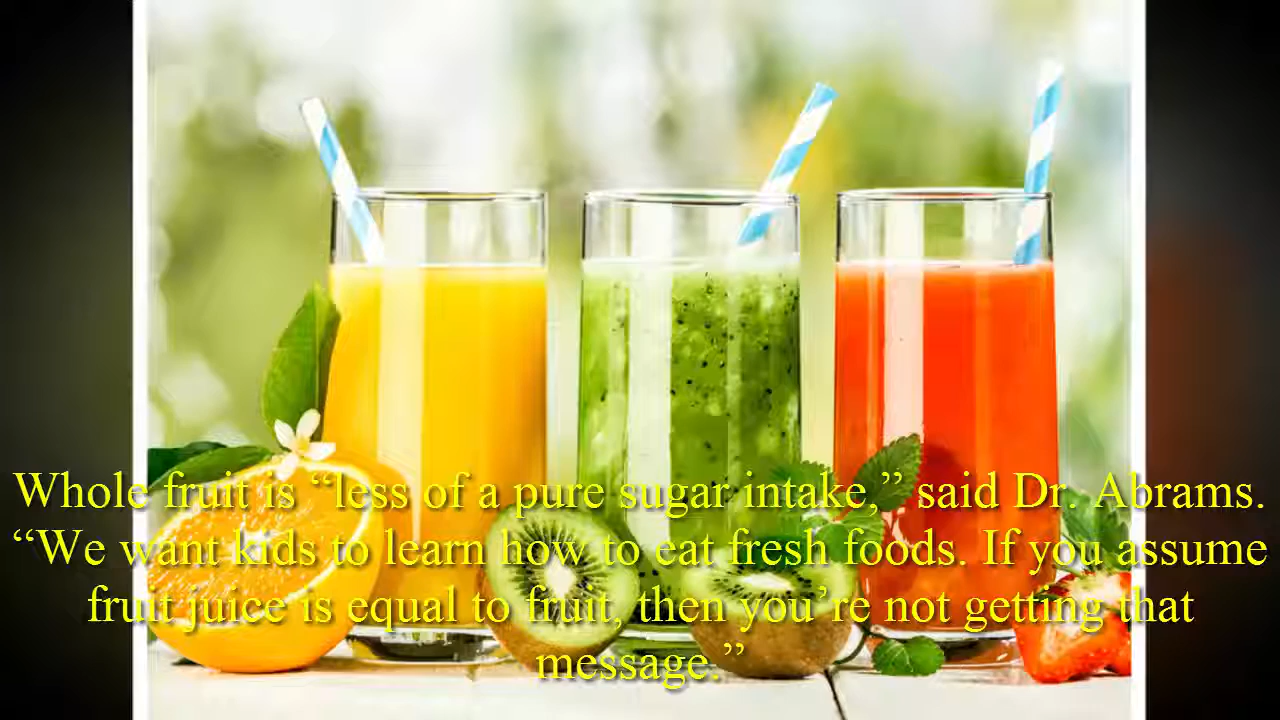 Whole fruit is “less of a pure sugar intake,” said Dr. Abrams.
“We want kids to learn how to eat fresh foods. If you assume
fruit juice is equal to fruit, then you’re not getting that
message.”